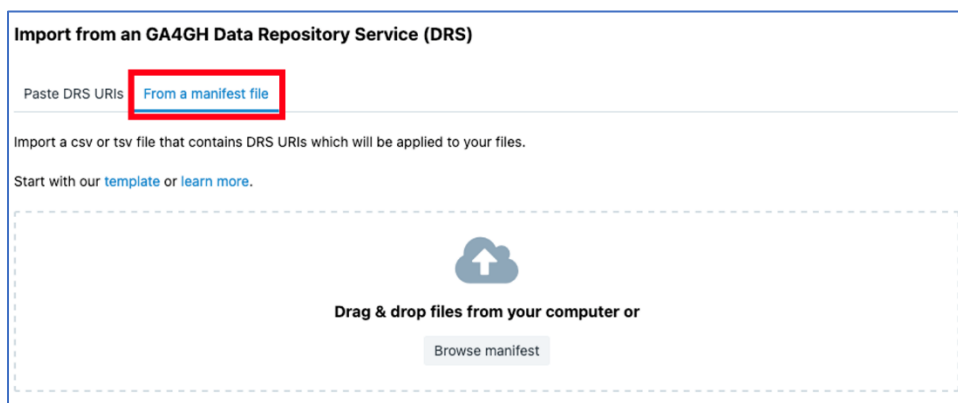 Import from an GA4GH Data Repository Service (DRS)
Paste DRS URIs From a manifest file
Import a csv or tsv file that contains DRS URIs which will be applied to your files.
Start with our template or learn more.
Drag & drop files from your computer or
Browse manifest